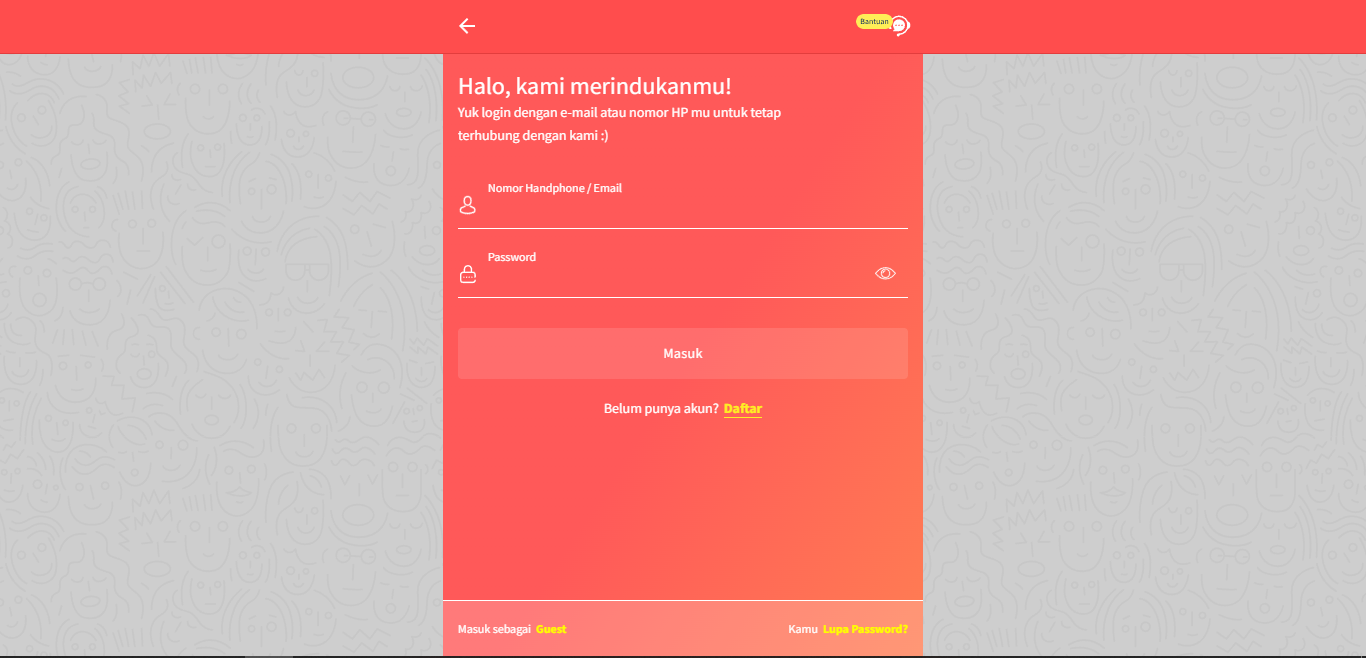 Bantuan
Halo, kami merindukanmu!
Yuk login dengan e-mail atau nomor HP mu untuk tetap
terhubung dengan kami :)
Nomor Handphone / Email
Password
Masuk
Belum punya akun? Daftar
Masuk sebagai Guest
Kamu Lupa Password?